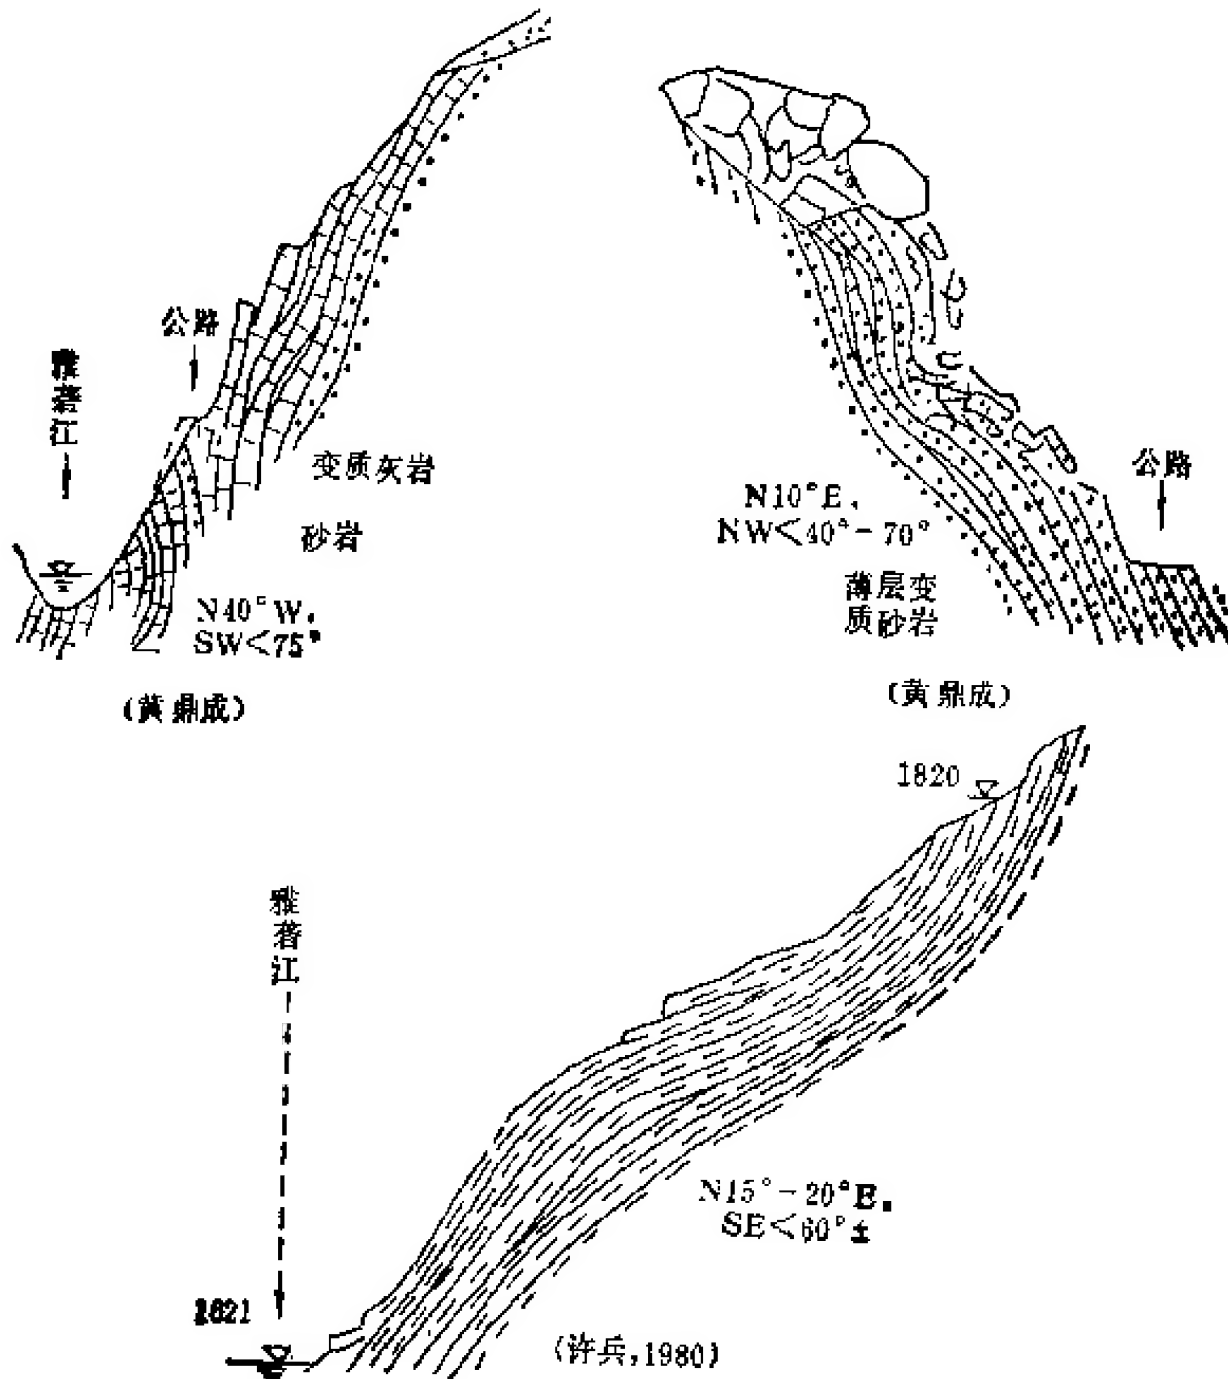 公路
雅砻江
变质灰岩
砂岩
N40°W,
SW<75°
(黄鼎成)
公路
N10°E,
NW<40°-70°
薄层变
质砂岩
(黄鼎成)
1820
雅砻江
N15°-20°E,
SE<60°±
1621
(许兵,1980)